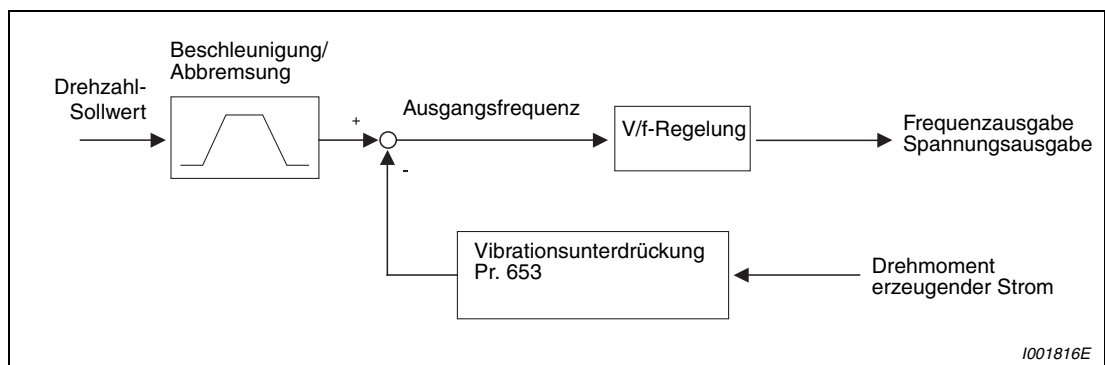 Beschleunigung/
Abbremsung
Drehzahl-
Sollwert
+
-
Ausgangsfrequenz
V/f-Regelung
Frequenzausgabe
Spannungsausgabe
Vibrationsunterdrückung
Pr. 653
Drehmoment
erzeugender Strom
I001816E